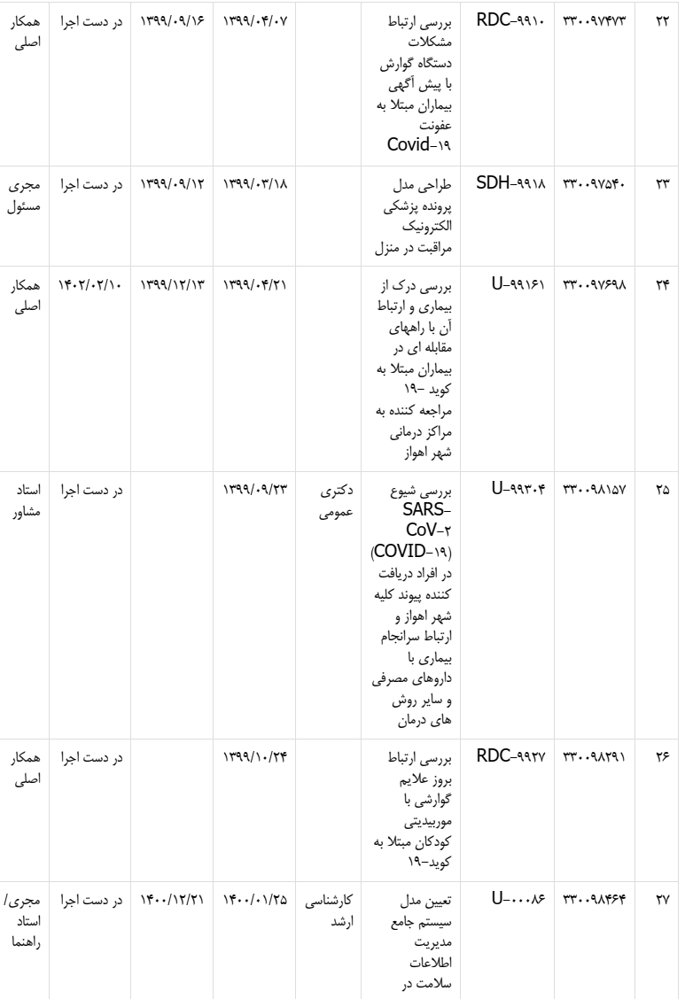 ۲۲ ۳۳۰۰۹۷۴۷۳ RDC-۹۹۱۰ بررسی ارتباط ۱۳۹۹/۰۴/۰۷ ۱۳۹۹/۰۹/۱۶ در دست اجرا همکار
مشکلات اصلی
دستگاه گوارش
با پیش آگهی
بیماران مبتلا به
عفونت
Covid-۱۹
۲۳ ۳۳۰۰۹۷۵۴۰ SDH-۹۹۱۸ طراحی مدل ۱۳۹۹/۰۳/۱۸ ۱۳۹۹/۰۹/۱۲ در دست اجرا مجری
پرونده پزشکی مسئول
الکترونیک
مراقبت در منزل
۲۴ ۳۳۰۰۹۷۶۹۸ U-۹۹۱۶۱ بررسی درک از ۱۳۹۹/۰۴/۲۱ ۱۳۹۹/۱۲/۱۳ ۱۴۰۲/۰۲/۱۰ همکار
بیماری و ارتباط اصلی
آن با راههای
مقابله ای در
بیماران مبتلا به
کوید -۱۹
مراجعه کننده به
مراکز درمانی
شهر اهواز
۲۵ ۳۳۰۰۹۸۱۵۷ U-۹۹۳۰۴ بررسی شیوع دکتری ۱۳۹۹/۰۹/۲۳ در دست اجرا استاد
SARS- عمومی مشاور
CoV-۲
(COVID-۱۹)
در افراد دریافت
کننده پیوند کلیه
شهر اهواز و
ارتباط سرانجام
بیماری با
داروهای مصرفی
و سایر روش
های درمان
۲۶ ۳۳۰۰۹۸۲۹۱ RDC-۹۹۲۷ بررسی ارتباط ۱۳۹۹/۱۰/۲۴ در دست اجرا همکار
بروز علایم اصلی
گوارشی با
موربیدیتی
کودکان مبتلا به
کوید-۱۹
۲۷ ۳۳۰۰۹۸۴۶۴ U-۰۰۰۸۶ تعیین مدل کارشناسی ۱۴۰۰/۰۱/۲۵ ۱۴۰۰/۱۲/۲۱ در دست اجرا مجری/
سیستم جامع ارشد استاد
مدیریت راهنما
اطلاعات
سلامت در